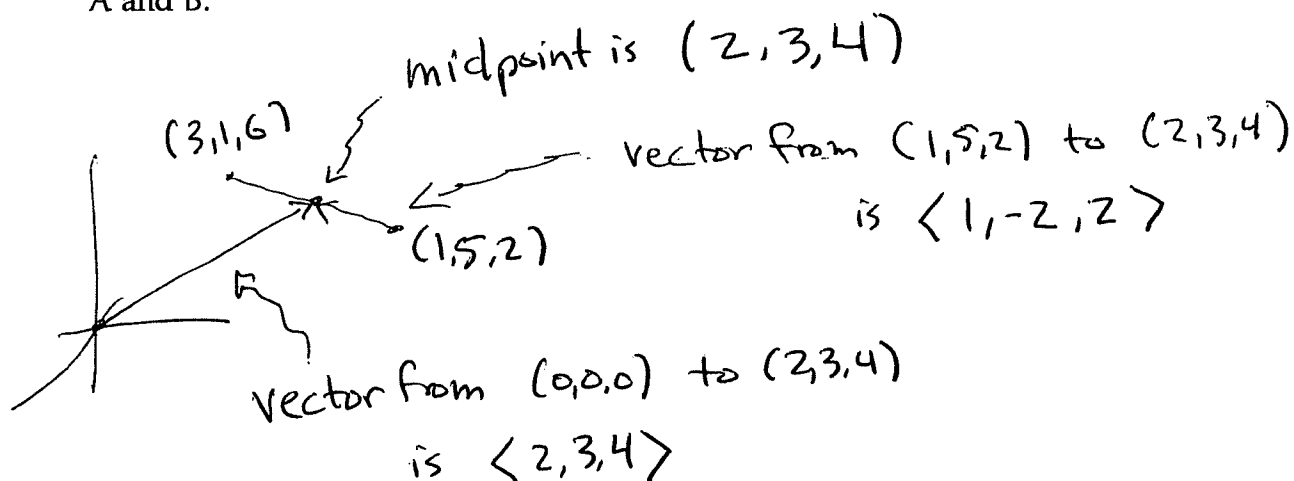 A and B.
midpoint is (2,3,4)
(3,1,6)
vector from (1,5,2) to (2,3,4)
is <1,-2,2>
(1,5,2)
vector from (0,0,0) to (2,3,4)
is <2,3,4>